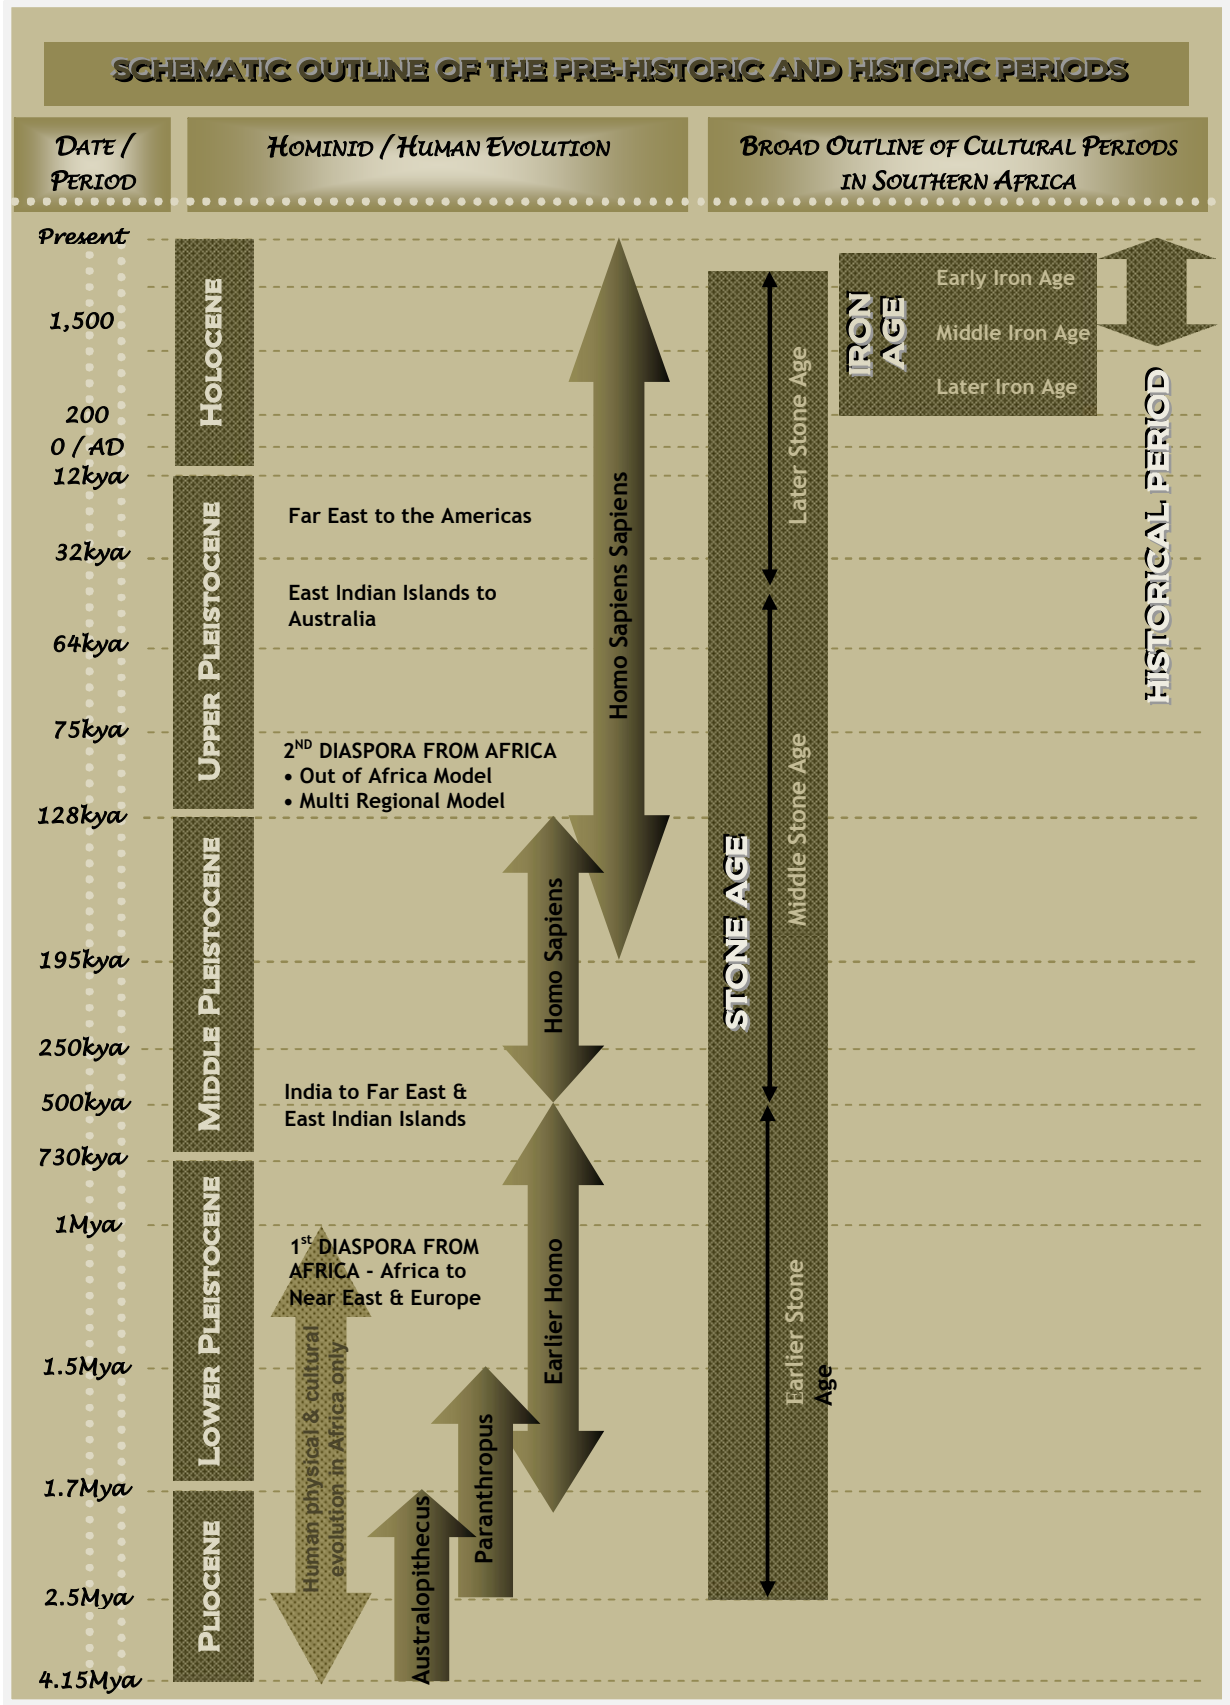 SCHEMATIC OUTLINE OF THE PRE-HISTORIC AND HISTORIC PERIODS
DATE /
PERIOD
HOMINID / HUMAN EVOLUTION
BROAD OUTLINE OF CULTURAL PERIODS
IN SOUTHERN AFRICA
Present
1,500
200
0 / AD
12kya
32kya
64kya
75kya
128kya
195kya
250kya
500kya
730kya
1Mya
1.5Mya
1.7Mya
2.5Mya
4.15Mya
HOLOCENE
UPPER PLEISTOCENE
MIDDLE PLEISTOCENE
LOWER PLEISTOCENE
PLIOCENE
Far East to the Americas
East Indian Islands to
Australia
2ND DIASPORA FROM AFRICA
• Out of Africa Model
• Multi Regional Model
India to Far East &
East Indian Islands
1st DIASPORA FROM
AFRICA - Africa to
Near East & Europe
Human physical & cultural
evolution in Africa only
Australopithecus
Paranthropus
Earlier Homo
Homo Sapiens
Homo Sapiens Sapiens
STONE AGE
Later Stone Age
Middle Stone Age
Earlier Stone
Age
IRON
AGE
Early Iron Age
Middle Iron Age
Later Iron Age
HISTORICAL PERIOD